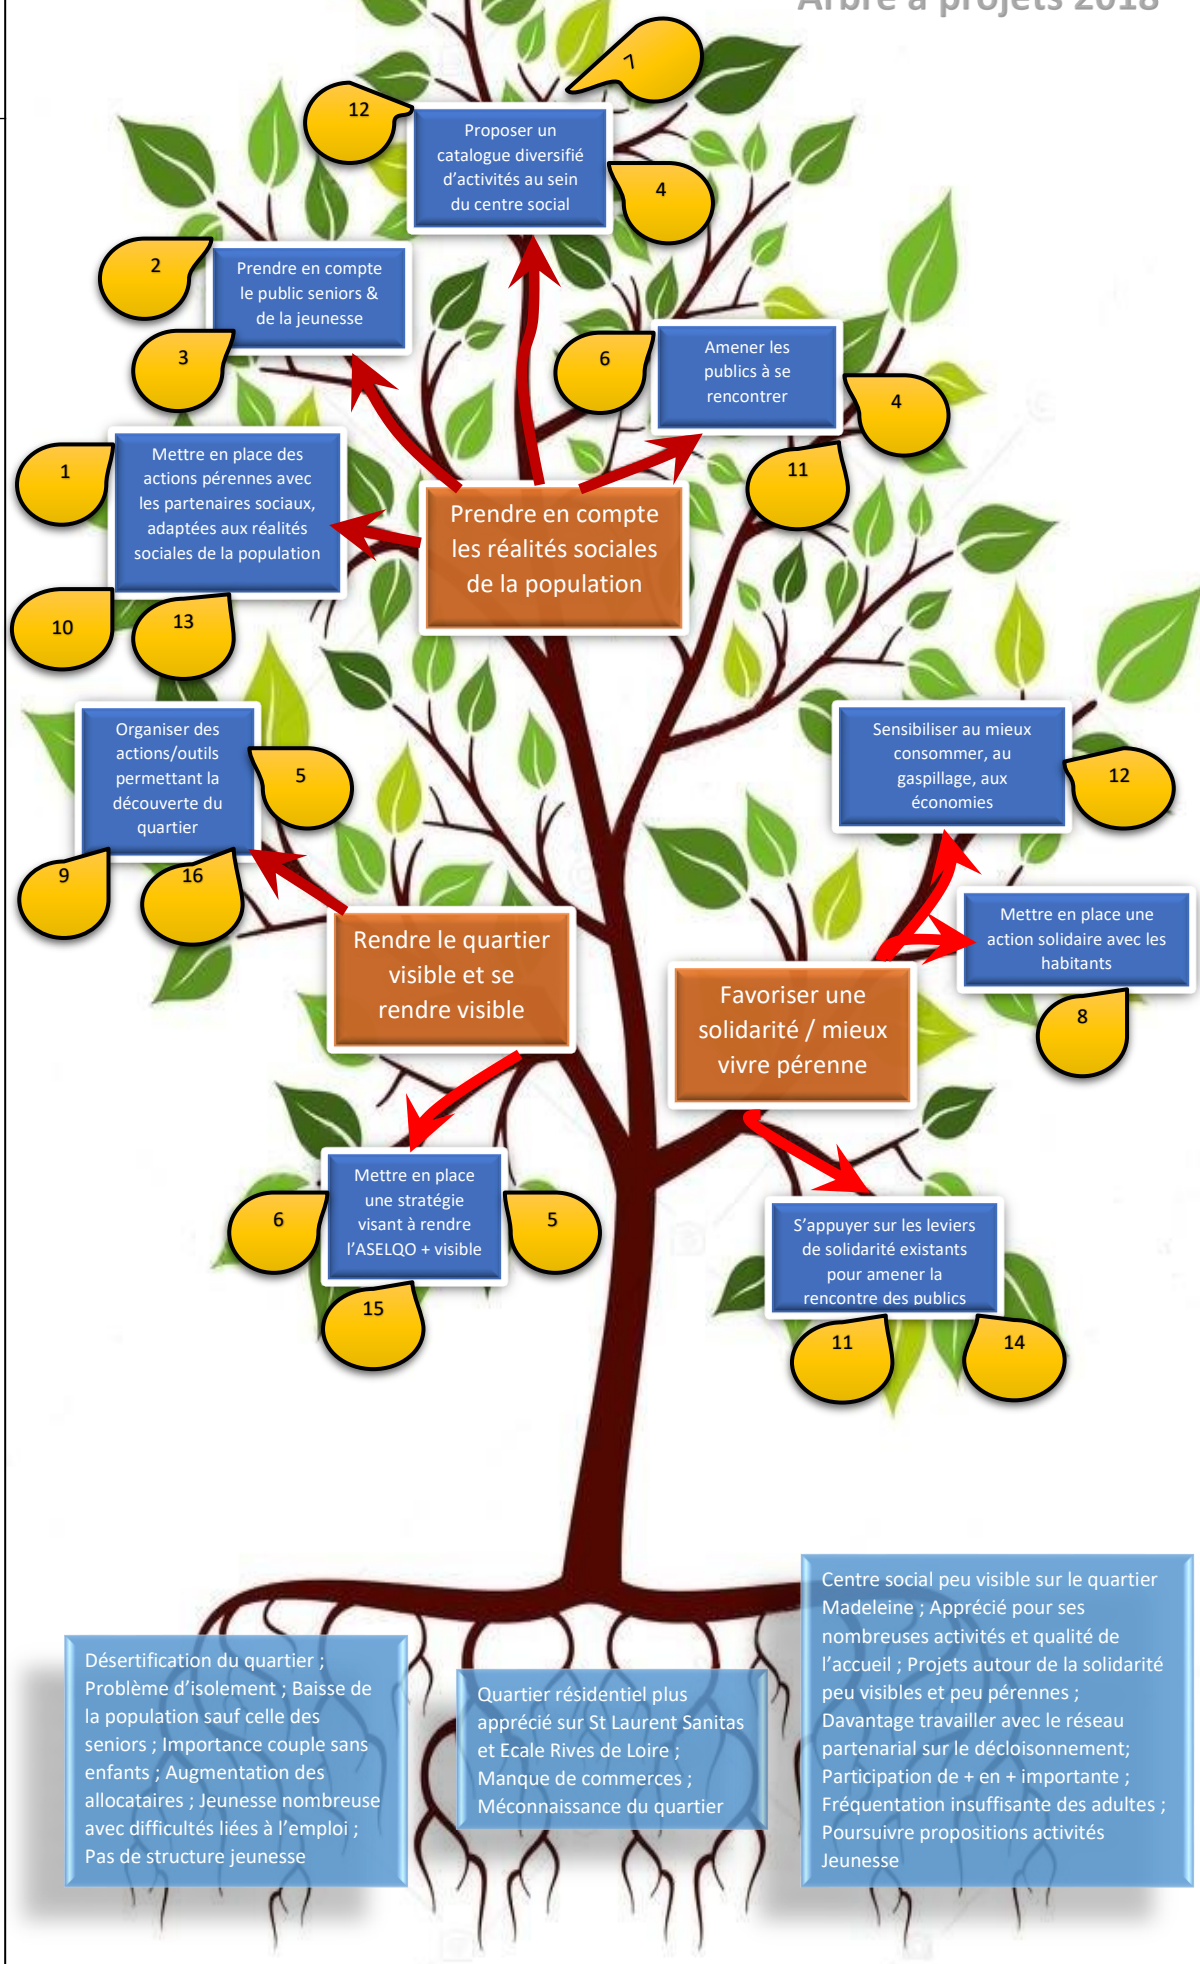 Arbre à projets 2018
7
12
Proposer un
catalogue diversifié
d'activités au sein
du centre social
4
2
Prendre en compte
le public seniors &
de la jeunesse
3
6
Amener les
publics à se
rencontrer
4
11
1
Mettre en place des
actions pérennes avec
les partenaires sociaux,
adaptées aux réalités
sociales de la population
10
13
Prendre en compte
les réalités sociales
de la population
Organiser des
actions/outils
permettant la
découverte du
quartier
5
9
16
Sensibiliser au mieux
consommer, au
gaspillage, aux
économies
12
Mettre en place une
action solidaire avec les
habitants
8
Rendre le quartier
visible et se
rendre visible
Favoriser une
solidarité / mieux
vivre pérenne
Mettre en place
une stratégie
visant à rendre
l'ASELQO + visible
6
5
15
S'appuyer sur les leviers
de solidarité existants
pour amener la
rencontre des publics
11
14
Désertification du quartier ;
Problème d'isolement ; Baisse de
la population sauf celle des
seniors ; Importance couple sans
enfants ; Augmentation des
allocataires ; Jeunesse nombreuse
avec difficultés liées à l'emploi ;
Pas de structure jeunesse
Quartier résidentiel plus
apprécié sur St Laurent Sanitas
et Ecale Rives de Loire ;
Manque de commerces ;
Méconnaissance du quartier
Centre social peu visible sur le quartier
Madeleine ; Apprécié pour ses
nombreuses activités et qualité de
l'accueil ; Projets autour de la solidarité
peu visibles et peu pérennes ;
Davantage travailler avec le réseau
partenarial sur le décloisonnement;
Participation de + en + importante ;
Fréquentation insuffisante des adultes ;
Poursuivre propositions activités
Jeunesse